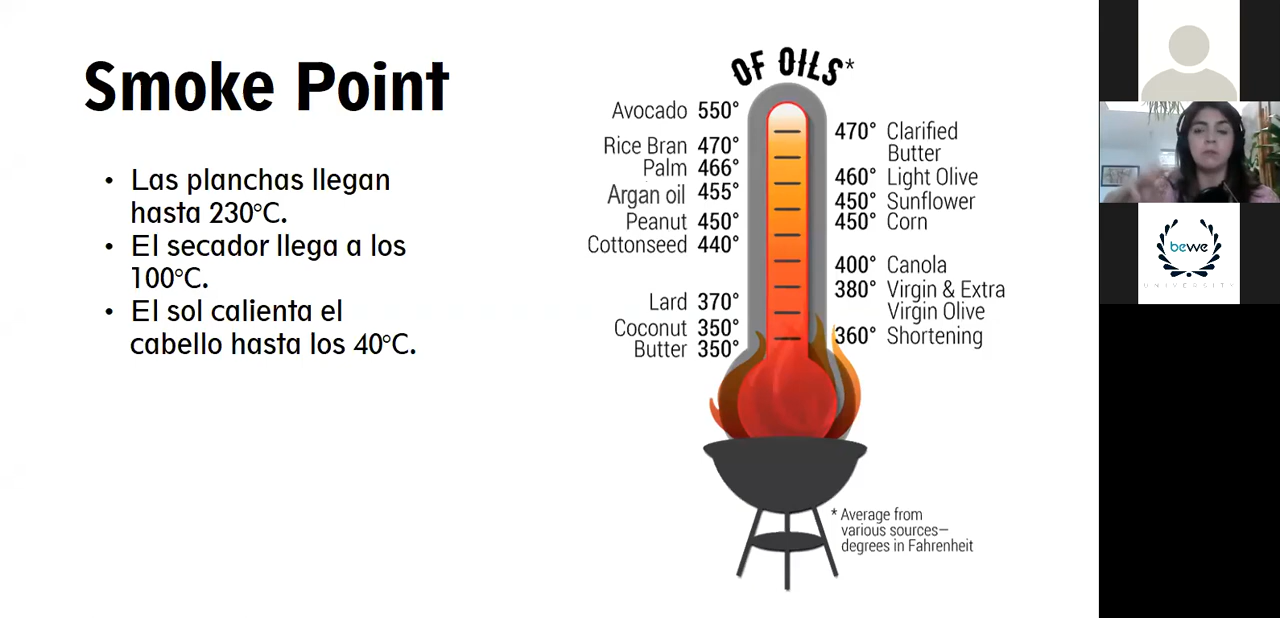 Smoke Point
• Las planchas llegan
hasta 230°C.
• El secador llega a los
100°C.
• El sol calienta el
cabello hasta los 40°C.
OF OILS*
Avocado 550°
Rice Bran 470°
Palm 466°
Argan oil 455°
Peanut 450°
Cottonseed 440°
Lard 370°
Coconut 350°
Butter 350°
470° Clarified
Butter
460° Light Olive
450° Sunflower
450° Corn
400° Canola
380° Virgin & Extra
Virgin Olive
360° Shortening
* Average from
various sources—
degrees in Fahrenheit
bewe
UNIVERSITY